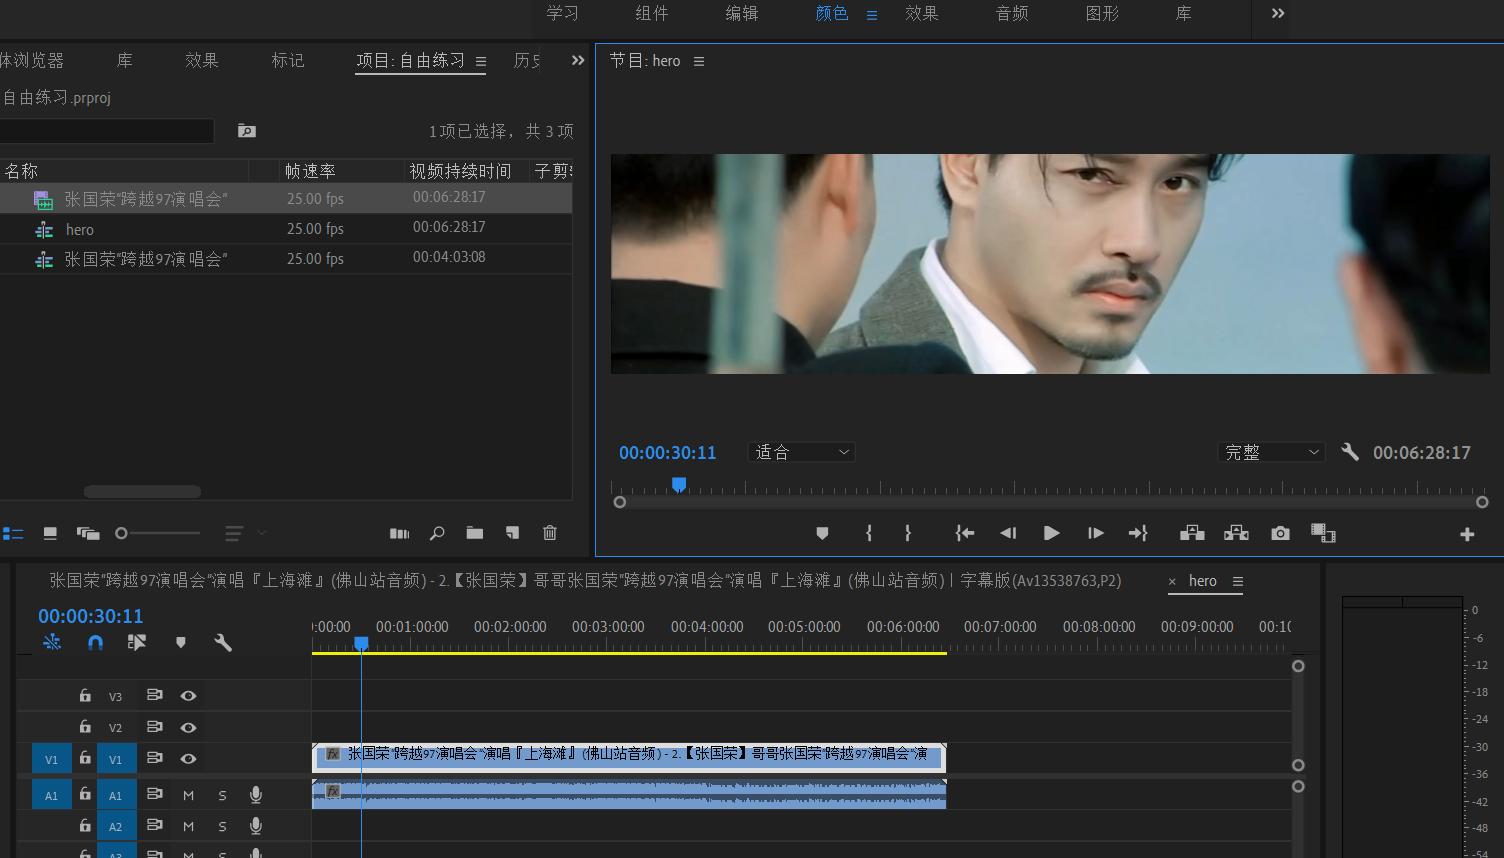 学习 组件 编辑 颜色 效果 音频 图形 库
体浏览器 库 效果 标记 项目: 自由练习
节目: hero
自由练习.prproj
1项已选择，共 3 项
名称 帧速率 视频持续时间
张国荣“跨越97演唱会” 25.00 fps 00:06:28:17
hero 25.00 fps 00:06:28:17
张国荣“跨越97演唱会” 25.00 fps 00:04:03:08
00:00:30:11 适合 完整 00:06:28:17
张国荣“跨越97演唱会”演唱『上海滩』(佛山站音频) - 2.【张国荣】哥哥张国荣“跨越97演唱会”演唱『上海滩』(佛山站音频)丨字幕版(Av13538763,P2) × hero
00:00:30:11
:00:00 00:01:00:00 00:02:00:00 00:03:00:00 00:04:00:00 00:05:00:00 00:06:00:00 00:07:00:00 00:08:00:00 00:09:00:00 00:10
V3
V2
V1 V1 fx 张国荣“跨越97演唱会”演唱『上海滩』(佛山站音频) - 2.【张国荣】哥哥张国荣“跨越97演唱会”演
A1 A1 M S fx
A2 M S
A3 M S
0
-6
-12
-18
-24
-30
-36
-42
-48
-54